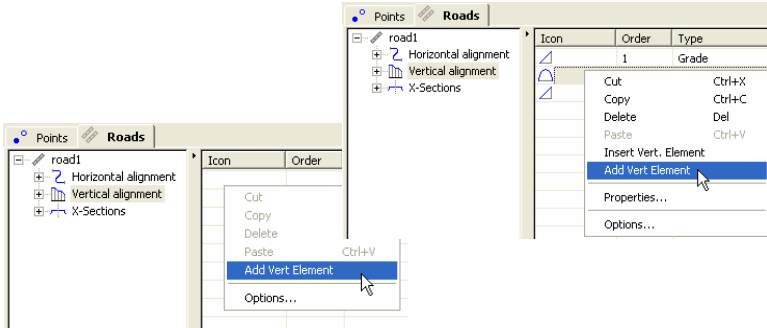 Points Roads
road1
Horizontal alignment
Vertical alignment
X-Sections
Icon Order Type
1 Grade
Cut Ctrl+X
Copy Ctrl+C
Delete Del
Paste Ctrl+V
Insert Vert. Element
Add Vert Element
Properties...
Options...
Points Roads
road1
Horizontal alignment
Vertical alignment
X-Sections
Icon Order
Cut
Copy
Delete
Paste Ctrl+V
Add Vert Element
Options...